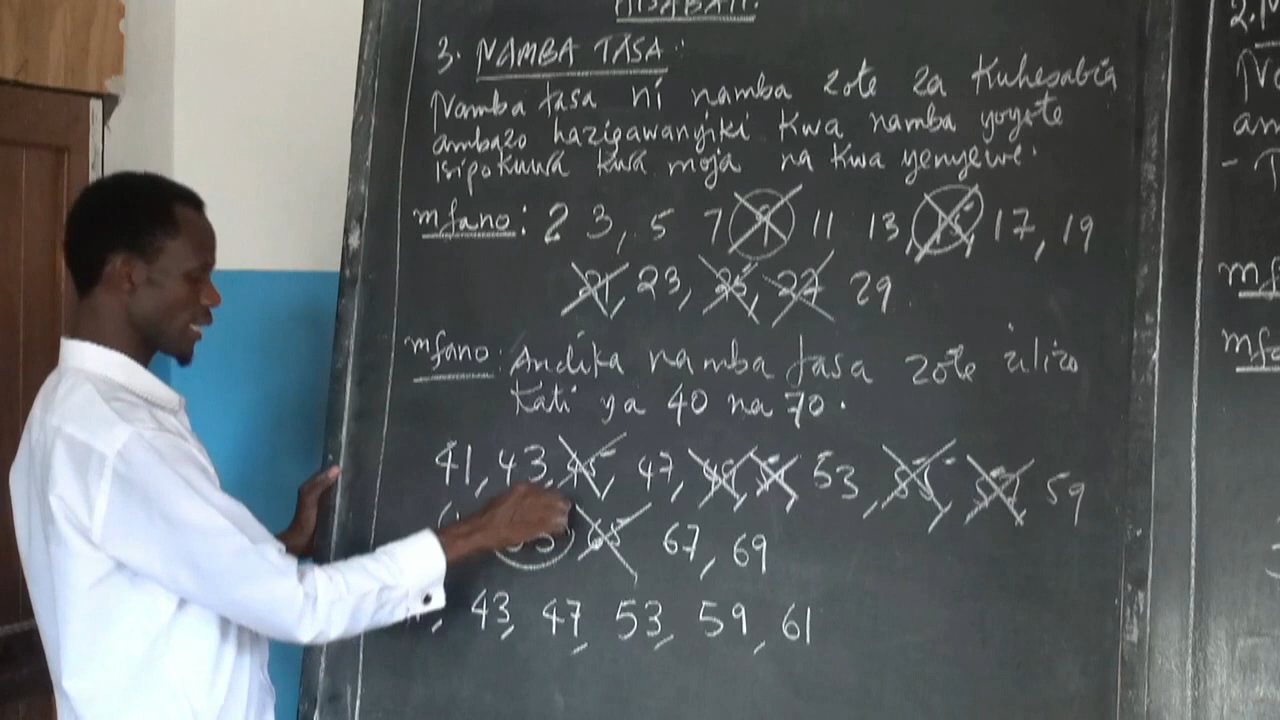 HISABATI.
3. NAMBA TASA:
Namba tasa ni namba zote za Kuhesabia
ambazo hazigawanyiki kwa namba yoyote
isipokuwa kwa moja na kwa yenyewe.
mfano: 2 3, 5 7 9 11 13, 15, 17, 19
21, 23, 25, 27 29
mfano: Andika namba tasa zote zilizo
kati ya 40 na 70.
41, 43, 45, 47, 49, 51, 53, 55, 57, 59
63 65 67, 69
43, 47, 53, 59, 61
2.
mfano